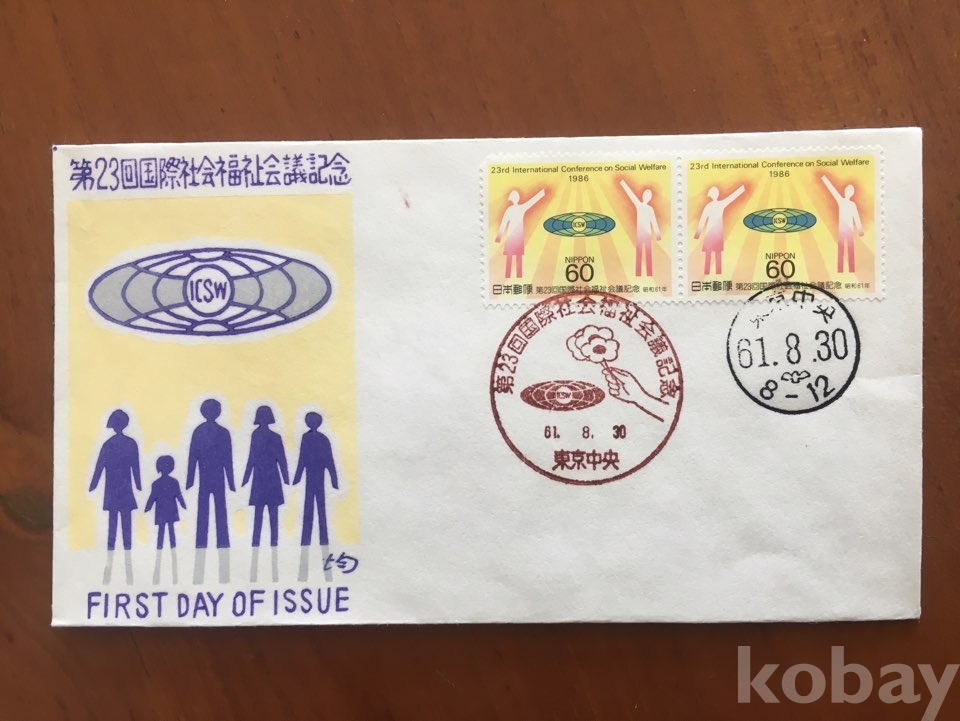 第23回国際社会福祉会議記念
ICSW
FIRST DAY OF ISSUE
23rd International Conference on Social Welfare
1986
ICSW
NIPPON
60
日本郵便 第23回国際社会福祉会議記念 昭和61年
23rd International Conference on Social Welfare
1986
ICSW
NIPPON
60
日本郵便 第23回国際社会福祉会議記念 昭和61年
第23回国際社会福祉会議記念
ICSW
61. 8. 30
東京中央
東京中央
61.8.30
8-12
kobay